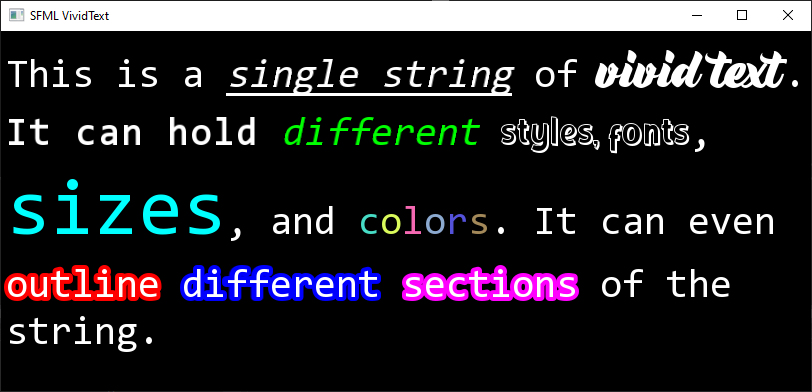 SFML VividText
This is a single string of vivid text.
It can hold different styles, fonts,
sizes, and colors. It can even
outline different sections of the
string.